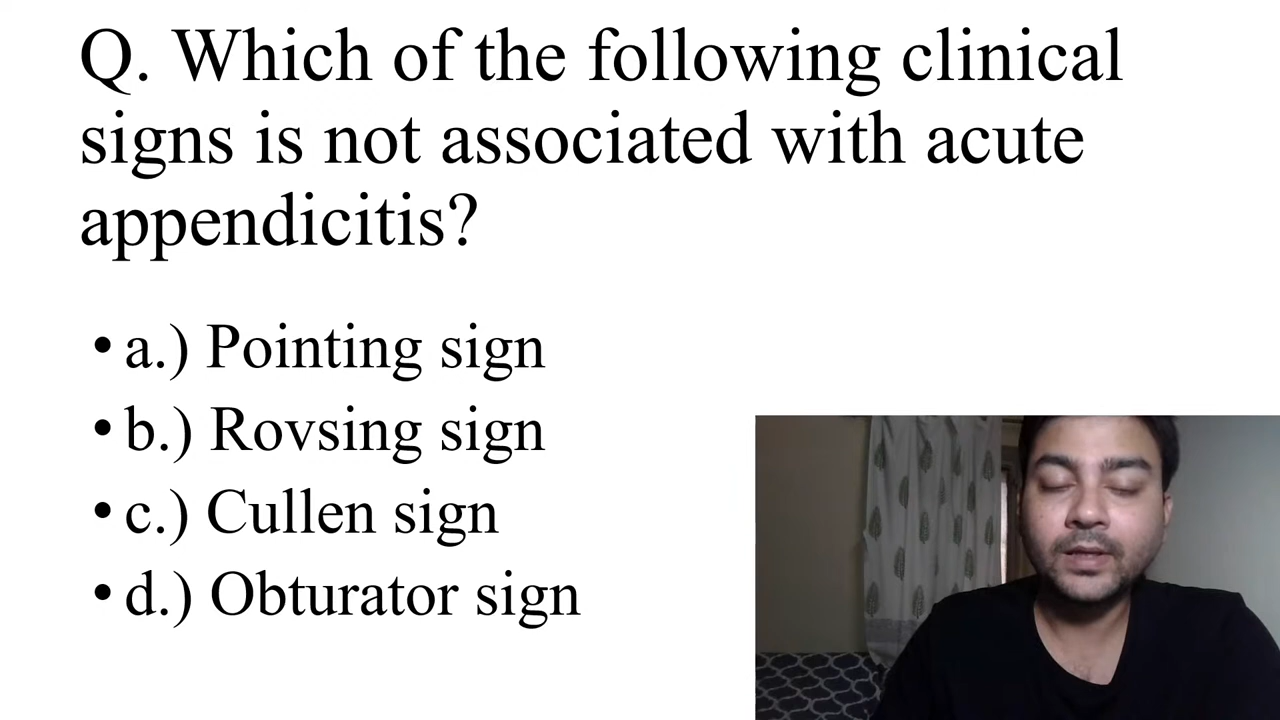 Q. Which of the following clinical
signs is not associated with acute
appendicitis?
• a.) Pointing sign
• b.) Rovsing sign
• c.) Cullen sign
• d.) Obturator sign